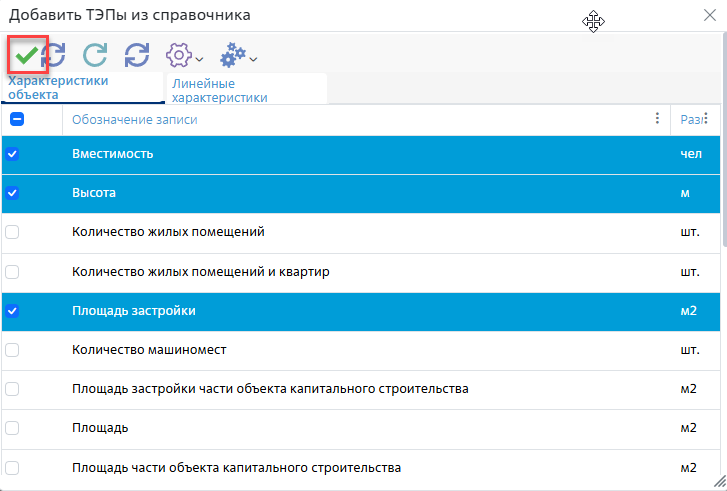 Добавить ТЭПы из справочника
Характеристики
объекта
Линейные
характеристики
Обозначение записи
Вместимость чел
Высота м
Количество жилых помещений шт.
Количество жилых помещений и квартир шт.
Площадь застройки м2
Количество машиномест шт.
Площадь застройки части объекта капитального строительства м2
Площадь м2
Площадь части объекта капитального строительства м2